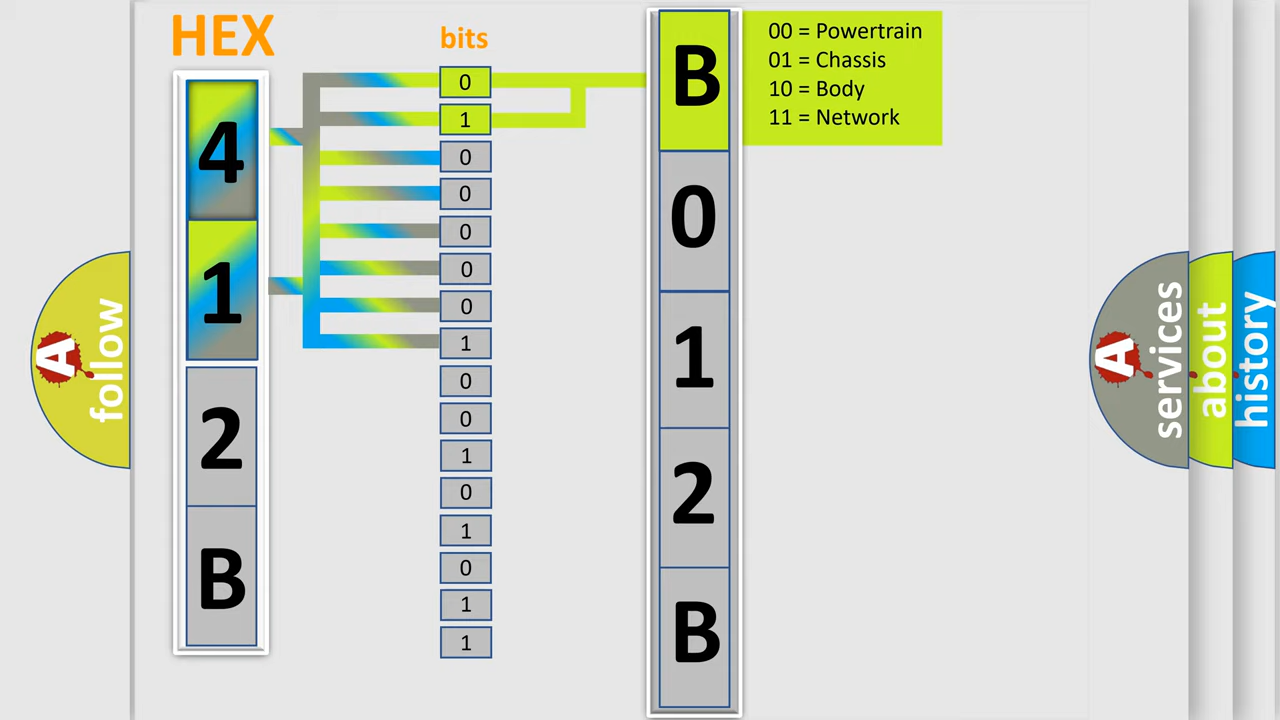 HEX
bits
4
1
2
B
0
1
0
0
0
0
0
1
0
0
1
0
1
0
1
1
B
0
1
2
B
00 = Powertrain
01 = Chassis
10 = Body
11 = Network
A follow
A services
about
history